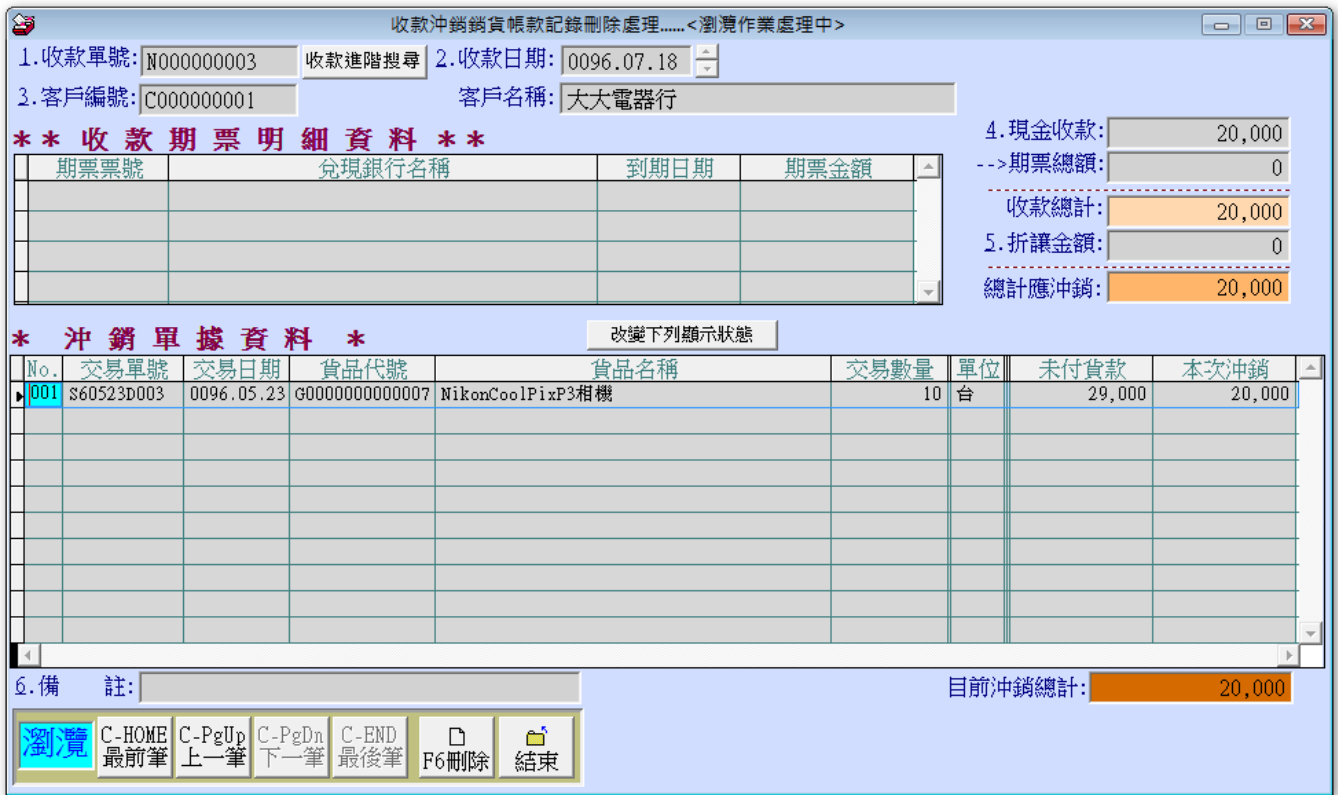 收款沖銷銷貨帳款記錄刪除處理......<瀏灠作業處理中>
1.收款單號: N000000003 收款進階搜尋 2.收款日期: 0096.07.18
3.客戶編號: C000000001 客戶名稱: 大大電器行
** 收款期票明細資料 **
4.現金收款: 20,000
期票票號 兌現銀行名稱 到期日期 期票金額
-->期票總額: 0
收款總計: 20,000
5.折讓金額: 0
總計應沖銷: 20,000
* 沖銷單據資料 * 改變下列顯示狀態
No. 交易單號 交易日期 貨品代號 貨品名稱 交易數量 單位 未付貨款 本次沖銷
001 S60523D003 0096.05.23 G0000000000007 NikonCoolPixP3相機 10 台 29,000 20,000
6.備 註: 目前沖銷總計: 20,000
瀏灠 C-HOME C-PgUp C-PgDn C-END
最前筆 上一筆 下一筆 最後筆 F6刪除 結束